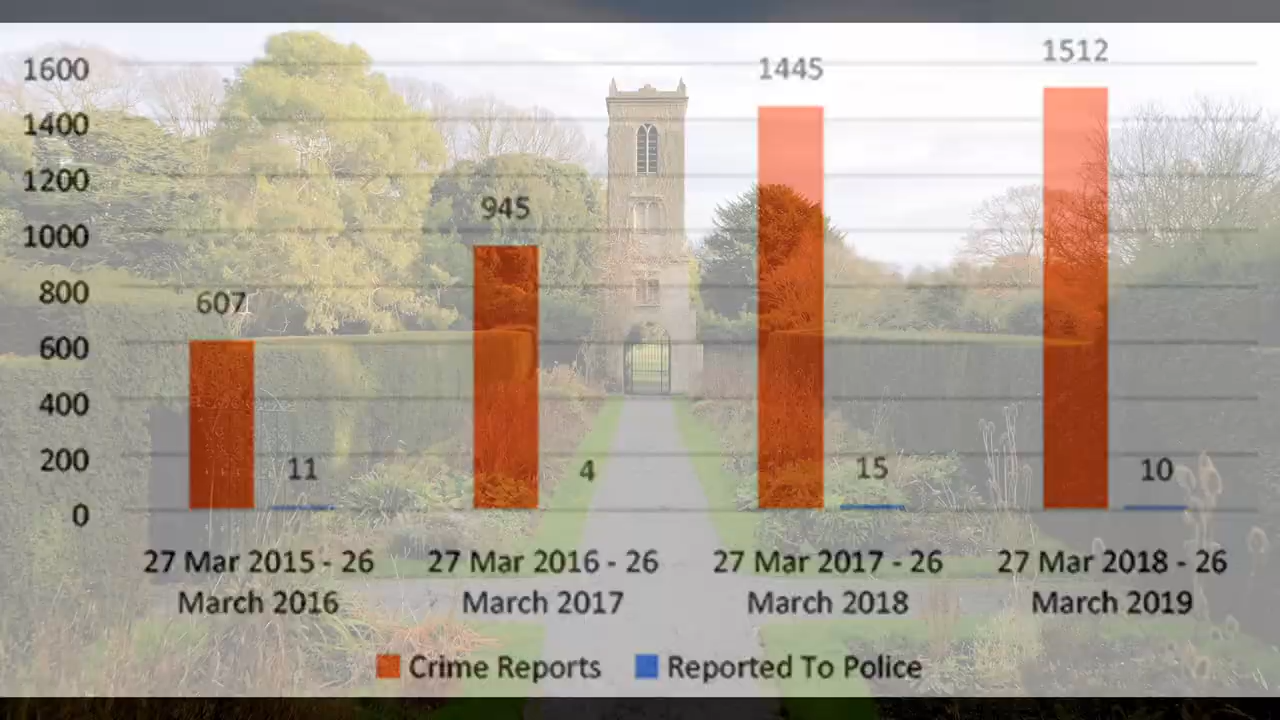 1600
1400
1200
1000
800
600
400
200
0
607
11
945
4
1445
15
1512
10
27 Mar 2015 - 26
March 2016
27 Mar 2016 - 26
March 2017
27 Mar 2017 - 26
March 2018
27 Mar 2018 - 26
March 2019
Crime Reports
Reported To Police